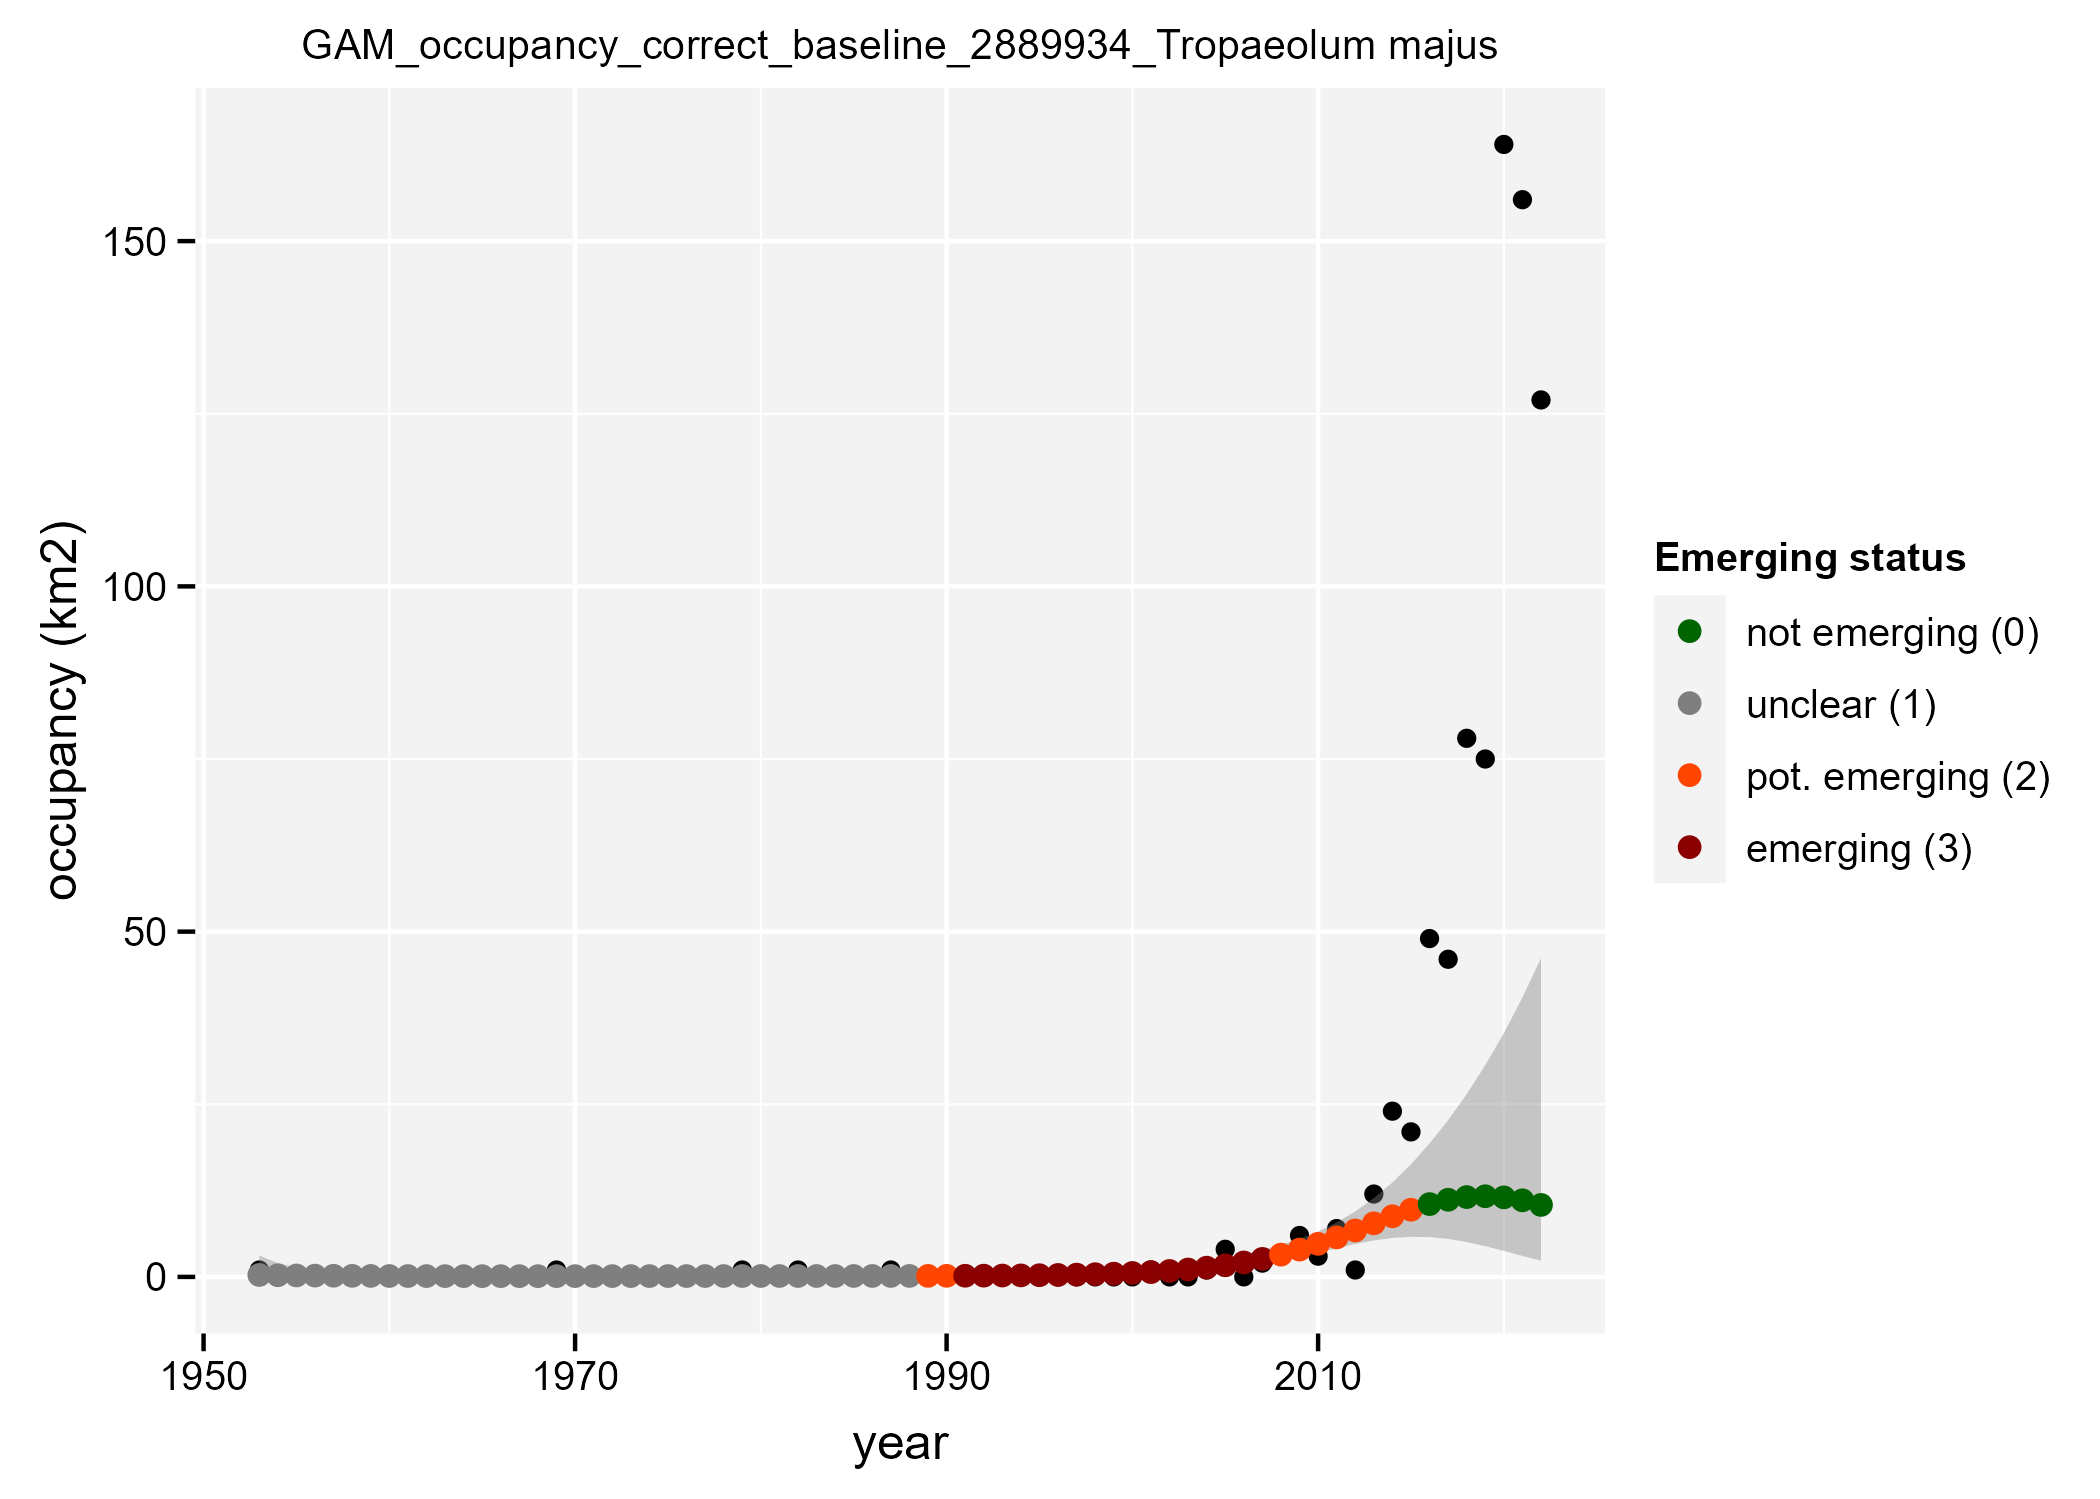 GAM_occupancy_correct_baseline_2889934_Tropaeolum majus
occupancy (km2)
150
100
50
0
1950 1970 1990 2010
year
Emerging status
not emerging (0)
unclear (1)
pot. emerging (2)
emerging (3)